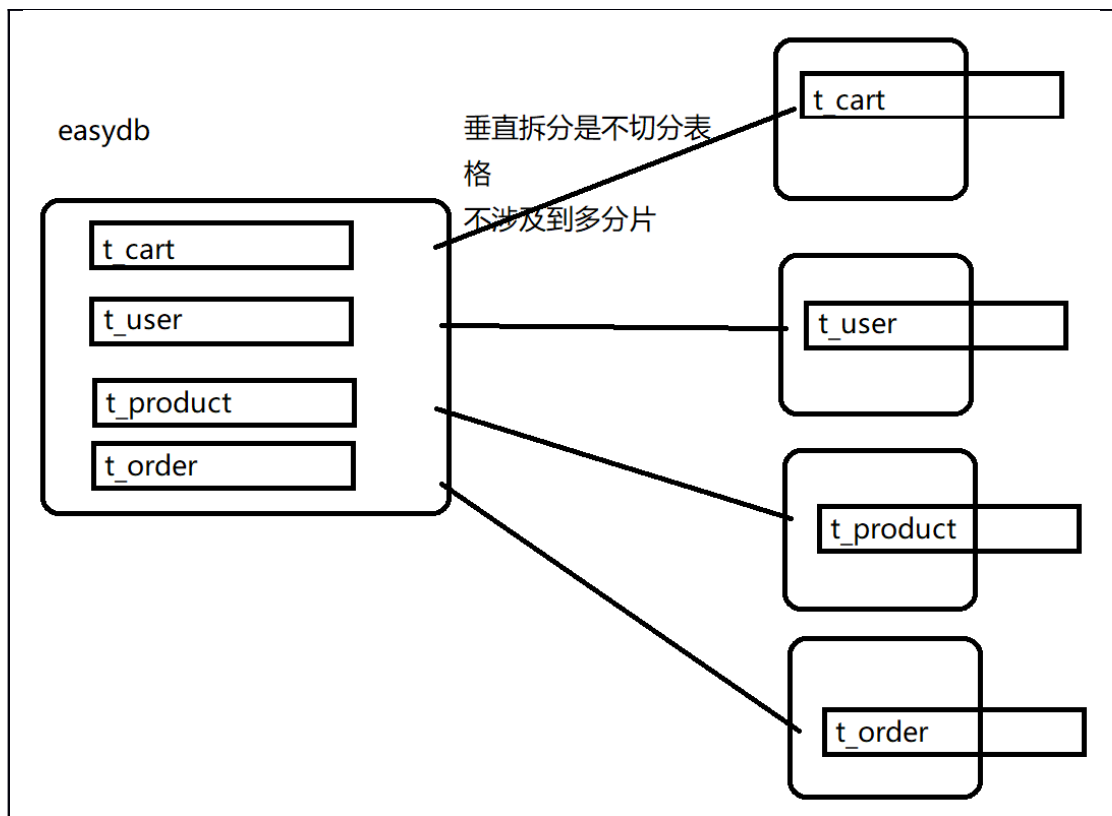 easydb
垂直拆分是不切分表
格
不涉及到多分片
t_cart
t_user
t_product
t_order
t_cart
t_user
t_product
t_order